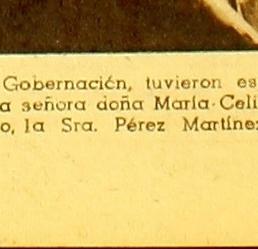 Gobernación, tuvieron es
a señora doña María Celi
o, la Sra. Pérez Martíne